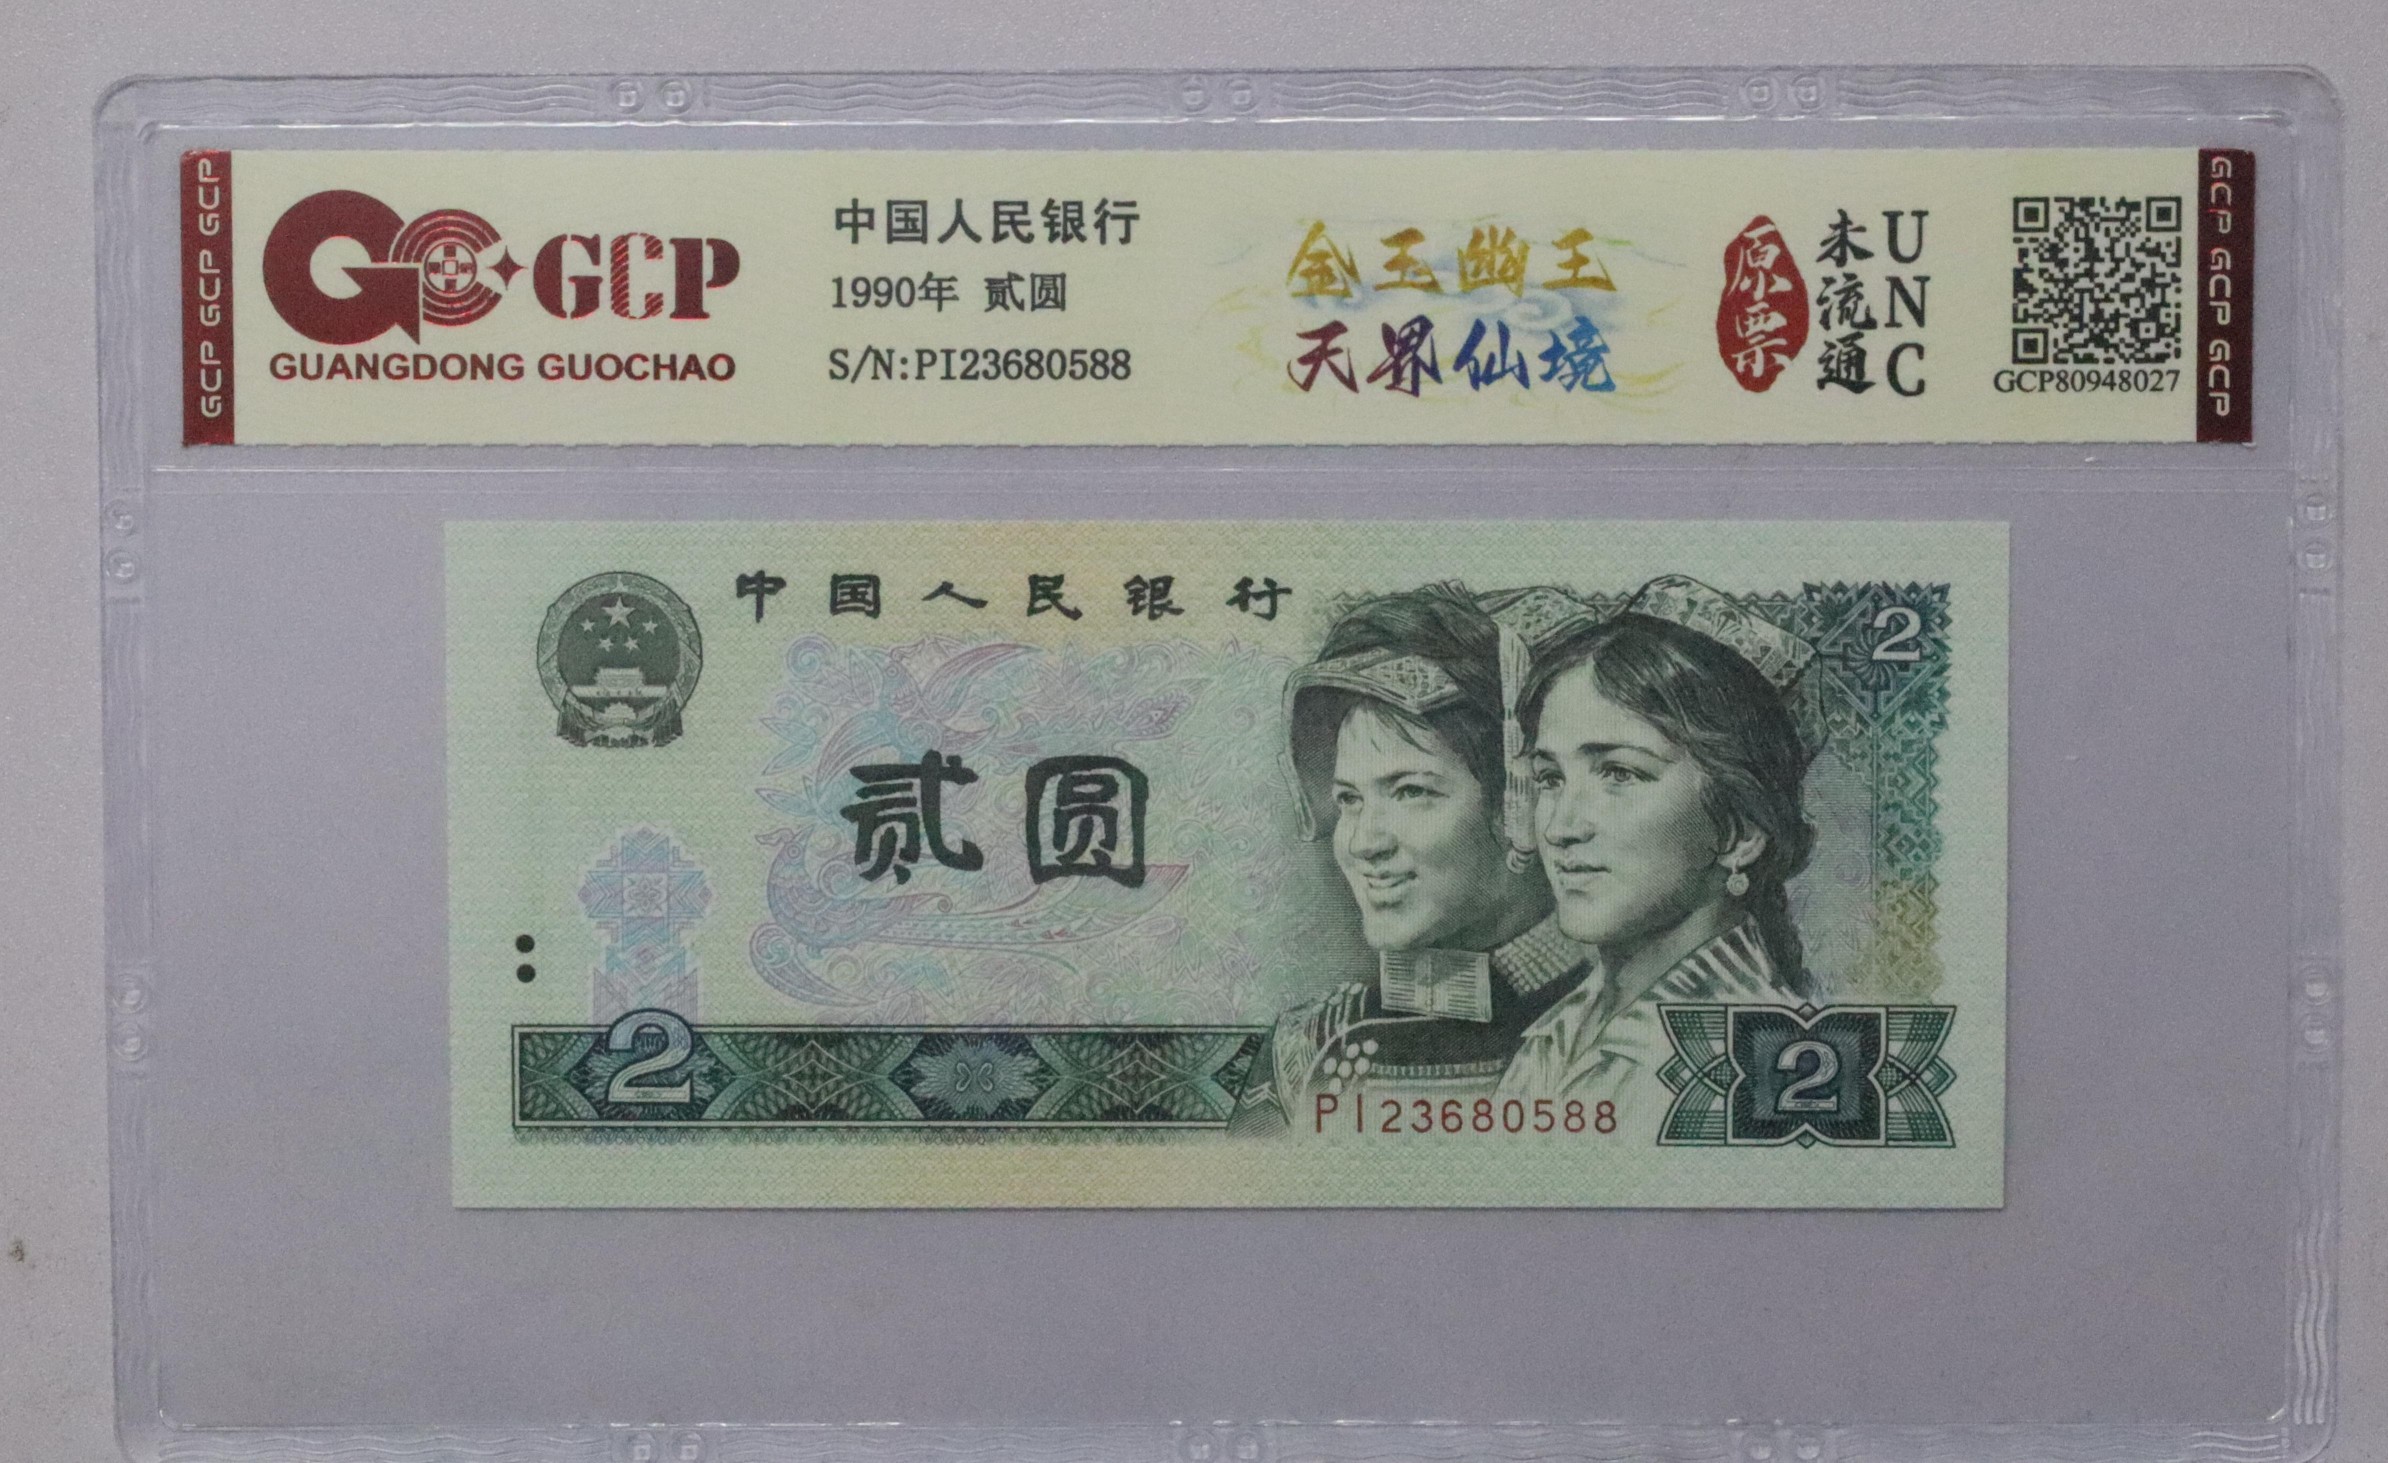 GCP GCP GCP
GCP
GUANGDONG GUOCHAO
中国人民银行
1990年 贰圆
S/N:PI23680588
金玉幽王
天界仙境
原票
未流通
UNC
GCP80948027
GCP GCP GCP
中国人民银行
2
贰圆
2
PI23680588
2